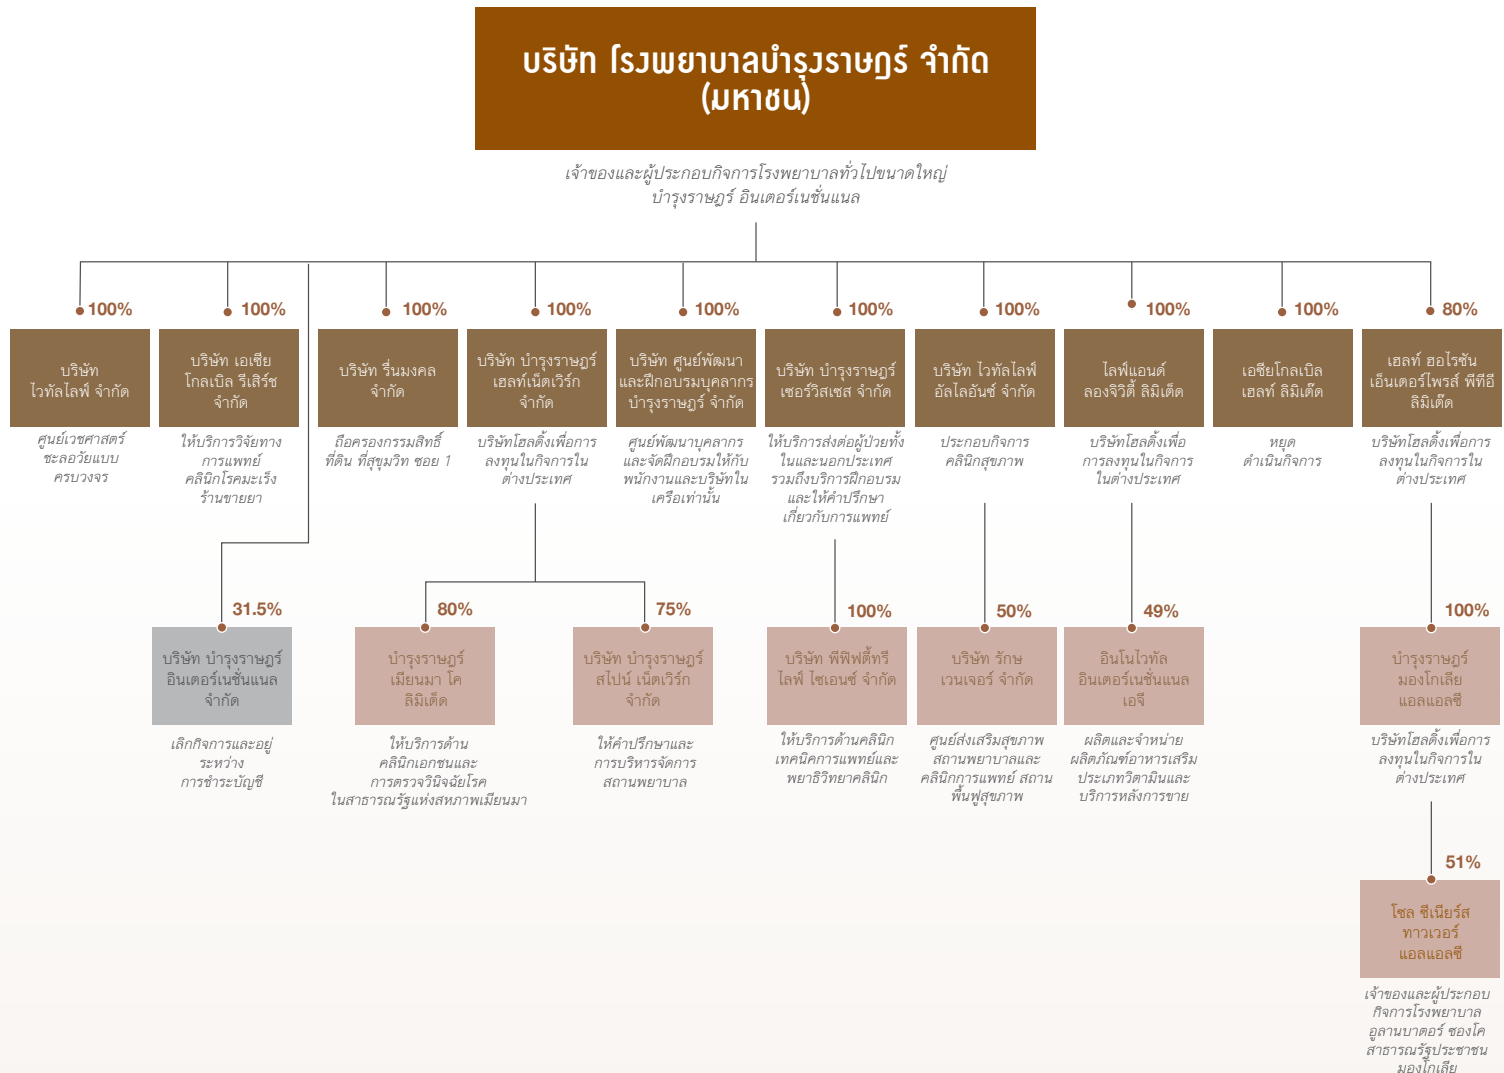 บริษัท โรงพยาบาลบำรุงราษฎร์ จำกัด
(มหาชน)
เจ้าของและผู้ประกอบกิจการโรงพยาบาลทั่วไปขนาดใหญ่
บำรุงราษฎร์ อินเตอร์เนชั่นแนล
100%
บริษัท
ไวทัลไลฟ์ จำกัด
ศูนย์เวชศาสตร์
ชะลอวัยแบบ
ครบวงจร
100%
บริษัท เอเซีย
โกลเบิล รีเสิร์ช
จำกัด
ให้บริการวิจัยทาง
การแพทย์
คลินิกโรคมะเร็ง
ร้านขายยา
100%
บริษัท รื่นมงคล
จำกัด
ถือครองกรรมสิทธิ์
ที่ดิน ที่สุขุมวิท ซอย 1
100%
บริษัท บำรุงราษฎร์
เฮลท์เน็ตเวิร์ก
จำกัด
บริษัทโฮลดิ้งเพื่อการ
ลงทุนในกิจการใน
ต่างประเทศ
100%
บริษัท ศูนย์พัฒนา
และฝึกอบรมบุคลากร
บำรุงราษฎร์ จำกัด
ศูนย์พัฒนาบุคลากร
และจัดฝึกอบรมให้กับ
พนักงานและบริษัทใน
เครือเท่านั้น
100%
บริษัท บำรุงราษฎร์
เซอร์วิสเซส จำกัด
ให้บริการส่งต่อผู้ป่วยทั้ง
ในและนอกประเทศ
รวมถึงบริการฝึกอบรม
และให้คำปรึกษา
เกี่ยวกับการแพทย์
100%
บริษัท ไวทัลไลฟ์
อัลไลอันซ์ จำกัด
ประกอบกิจการ
คลินิกสุขภาพ
100%
ไลฟ์แอนด์
ลองจิวิตี้ ลิมิเต็ด
บริษัทโฮลดิ้งเพื่อ
การลงทุนในกิจการ
ในต่างประเทศ
100%
เอซียโกลเบิล
เฮลท์ ลิมิเต๊ด
หยุด
ดำเนินกิจการ
80%
เฮลท์ ฮอไรซัน
เอ็นเตอร์ไพรส์ พีทีอี
ลิมิเต๊ด
บริษัทโฮลดิ้งเพื่อการ
ลงทุนในกิจการใน
ต่างประเทศ
31.5%
บริษัท บำรุงราษฎร์
อินเตอร์เนชั่นแนล
จำกัด
เลิกกิจการและอยู่
ระหว่าง
การชำระบัญชี
80%
บำรุงราษฎร์
เมียนมา โค
ลิมิเต็ด
ให้บริการด้าน
คลินิกเอกชนและ
การตรวจวินิจฉัยโรค
ในสาธารณรัฐแห่งสหภาพเมียนมา
75%
บริษัท บำรุงราษฎร์
สไปน์ เน็ตเวิร์ก
จำกัด
ให้คำปรึกษาและ
การบริหารจัดการ
สถานพยาบาล
100%
บริษัท พีฟิฟตี้ทรี
ไลฟ์ ไซเอนซ์ จำกัด
ให้บริการด้านคลินิก
เทคนิคการแพทย์และ
พยาธิวิทยาคลินิก
50%
บริษัท รักษ
เวนเจอร์ จำกัด
ศูนย์ส่งเสริมสุขภาพ
สถานพยาบาลและ
คลินิกการแพทย์ สถาน
พื้นฟูสุขภาพ
49%
อินโนไวทัล
อินเตอร์เนชั่นแนล
เอจี
ผลิตและจำหน่าย
ผลิตภัณฑ์อาหารเสริม
ประเภทวิตามินและ
บริการหลังการขาย
100%
บำรุงราษฎร์
มองโกเลีย
แอลแอลซี
บริษัทโฮลดิ้งเพื่อการ
ลงทุนในกิจการใน
ต่างประเทศ
51%
โซล ซีเนียร์ส
ทาวเวอร์
แอลแอลซี
เจ้าของและผู้ประกอบ
กิจการโรงพยาบาล
อูลานบาตอร์ ซองโค
สาธารณรัฐประชาชน
มองโกเลีย